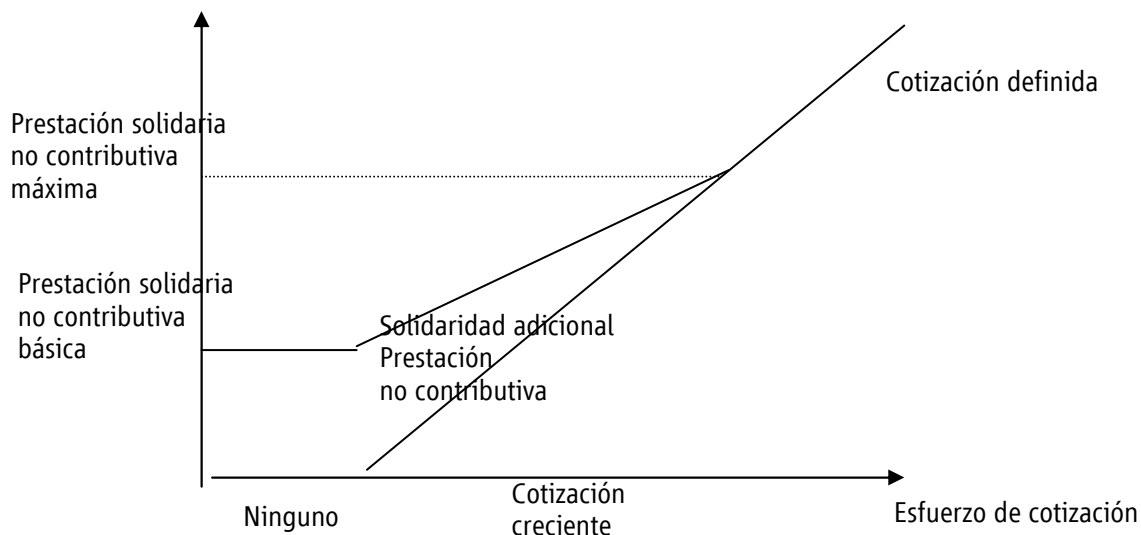 Cotización definida
Prestación solidaria
no contributiva
máxima
Prestación solidaria
no contributiva
básica
Solidaridad adicional
Prestación
no contributiva
Ninguno
Cotización
creciente
Esfuerzo de cotización